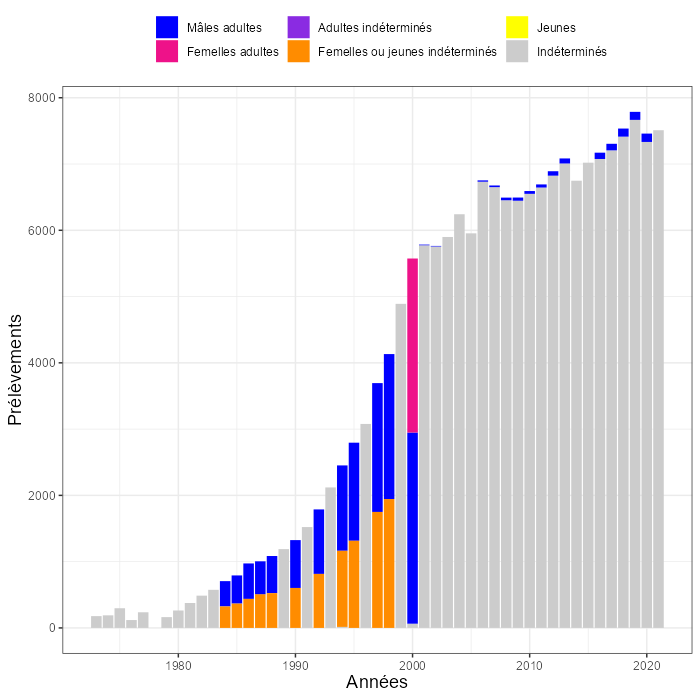 Mâles adultes Adultes indéterminés Jeunes
Femelles adultes Femelles ou jeunes indéterminés Indéterminés
8000
6000
4000
2000
0
Prélèvements
1980 1990 2000 2010 2020
Années